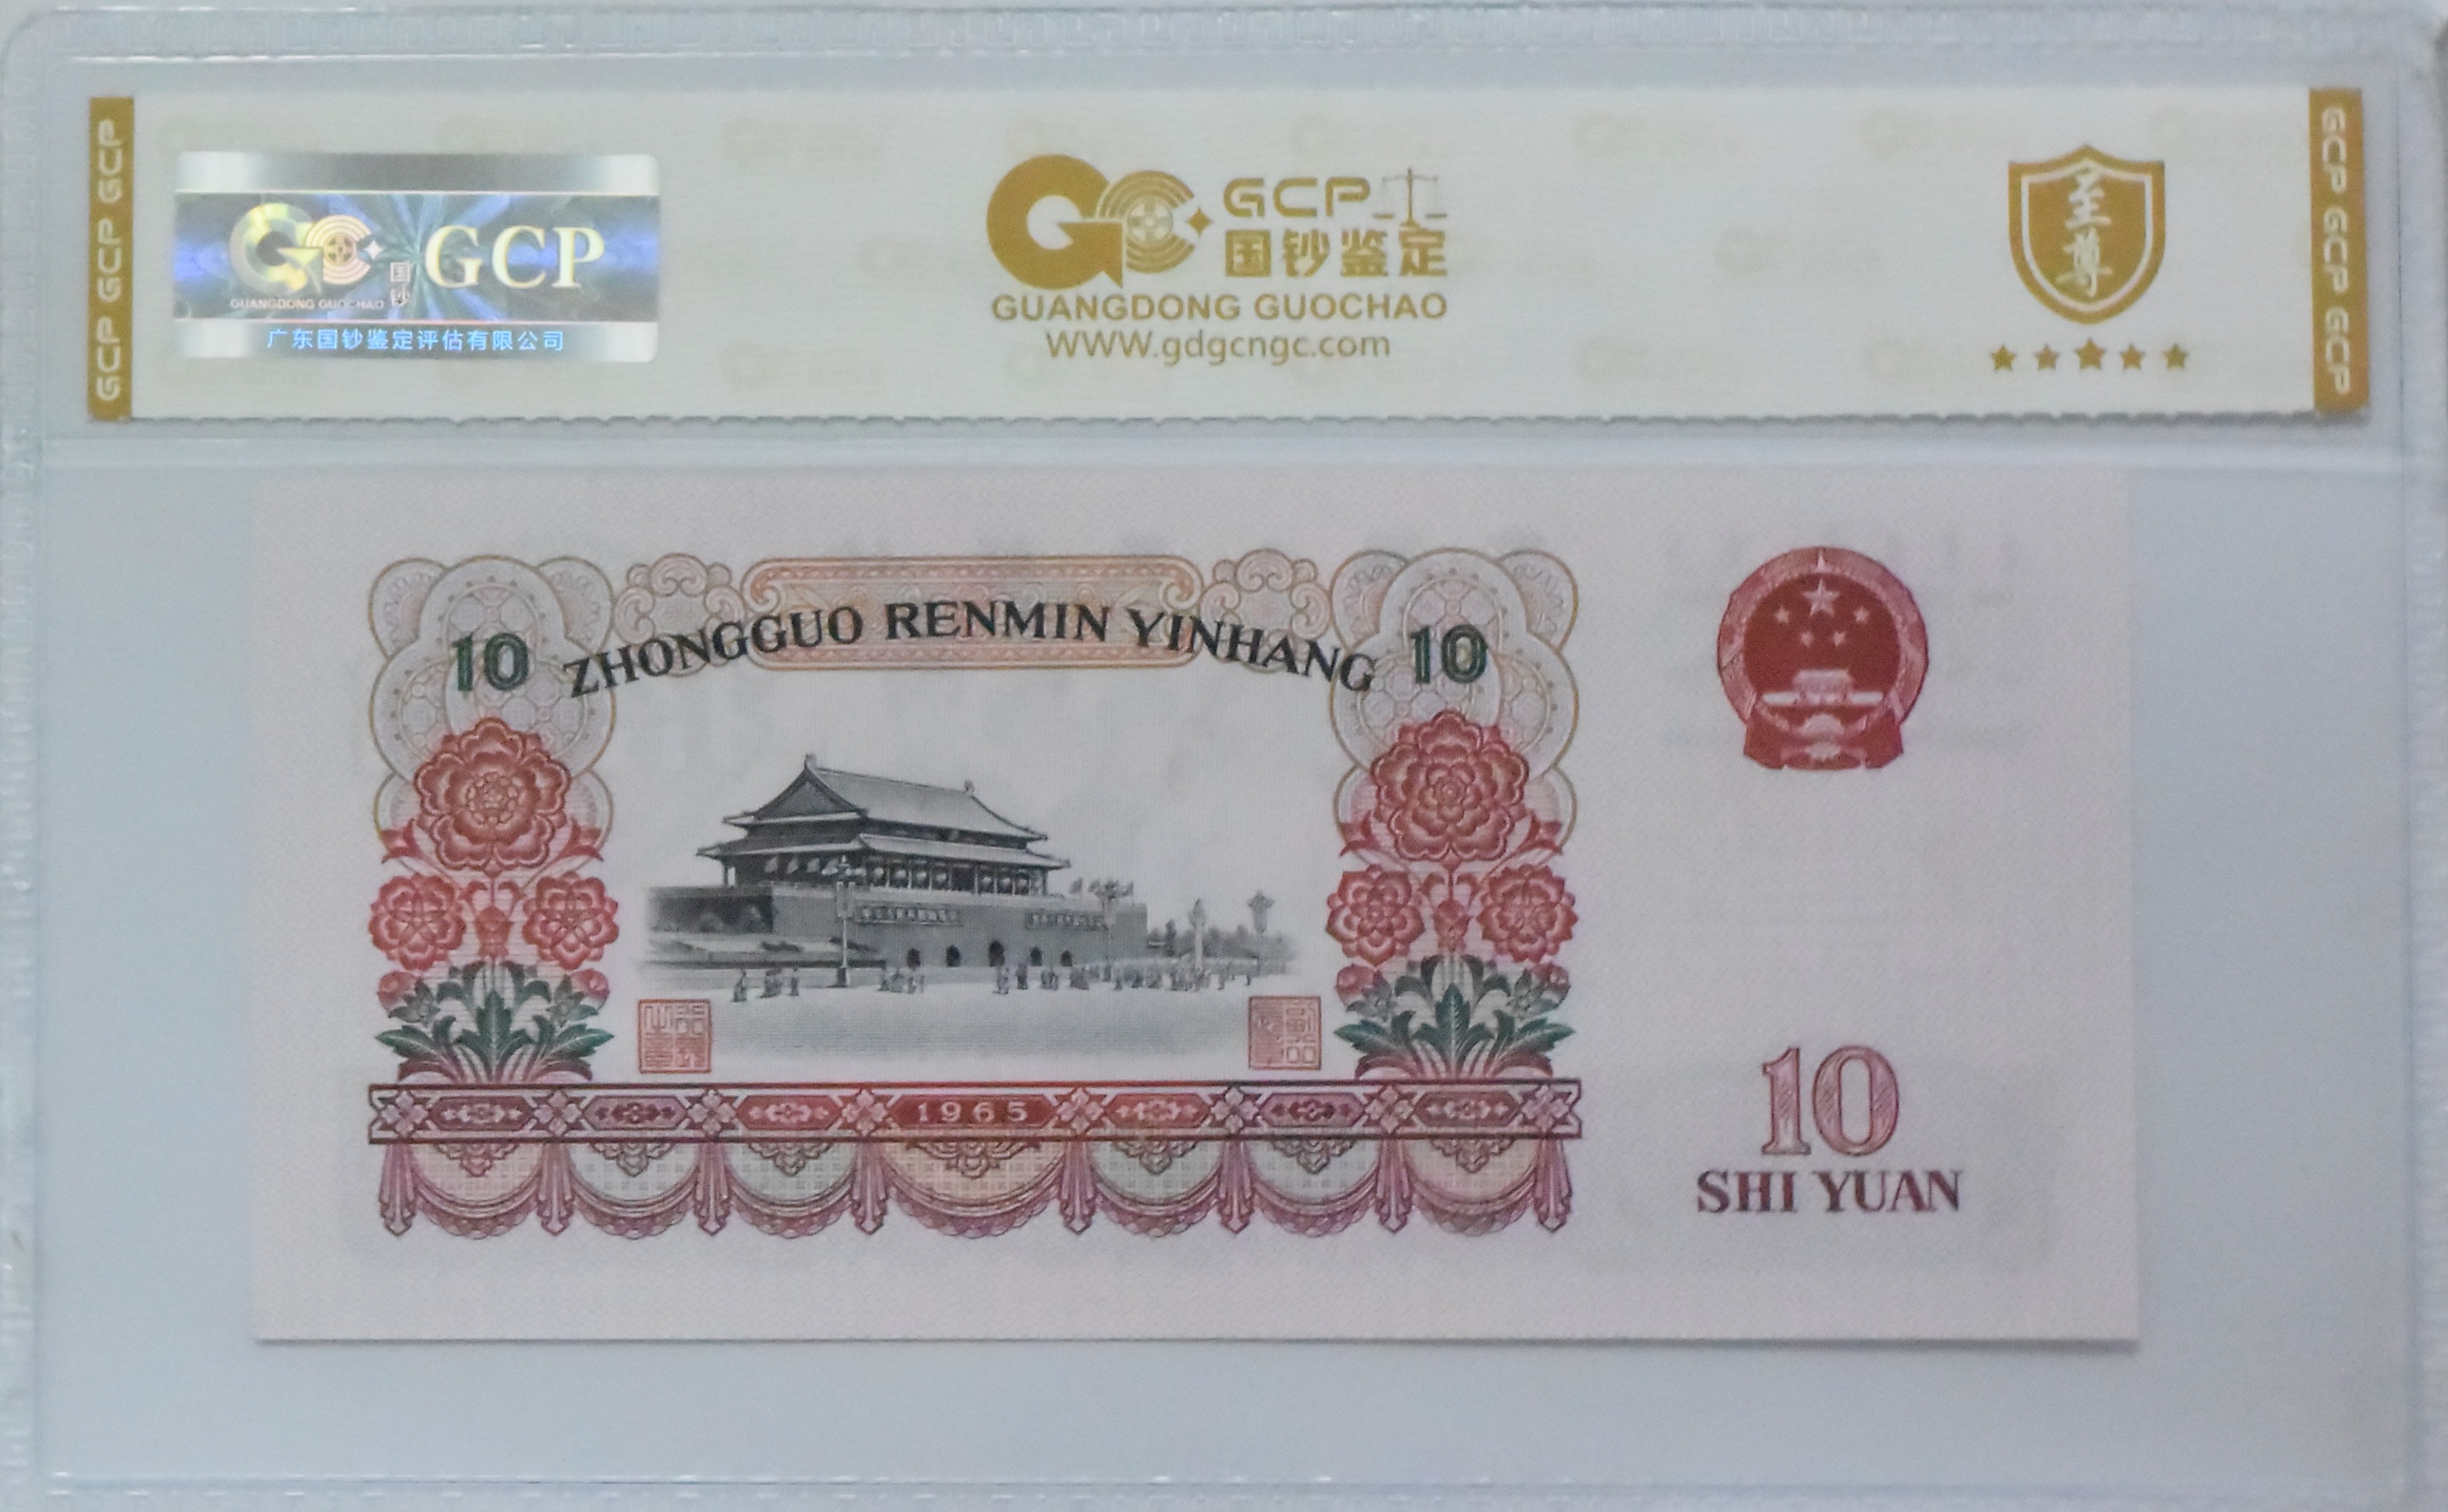 GCP GCP GCP
GCP
国钞
GUANGDONG GUOCHAO
广东国钞鉴定评估有限公司
GCP
国钞鉴定
GUANGDONG GUOCHAO
WWW.gdgcngc.com
至尊
GCP GCP GCP
10 ZHONGGUO RENMIN YINHANG 10
1965
10
SHI YUAN